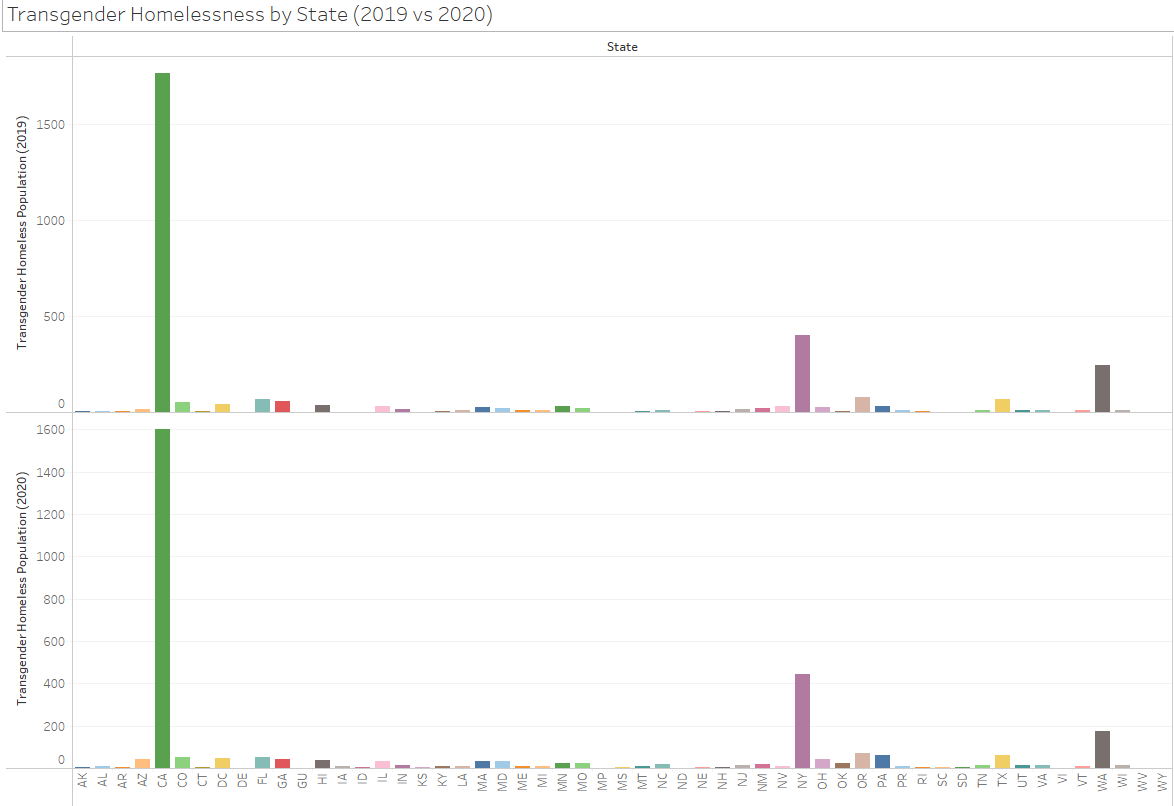 Transgender Homelessness by State (2019 vs 2020)
State
Transgender Homeless Population (2019)
1500
1000
500
0
Transgender Homeless Population (2020)
1600
1400
1200
1000
800
600
400
200
0
AK AL AR AZ CA CO CT DC DE FL GA GU HI IA ID IL IN KS KY LA MA MD ME MI MN MO MP MS MT NC ND NE NH NJ NM NV NY OH OK OR PA PR RI SC SD TN TX UT VA VI VT WA WI WV WY